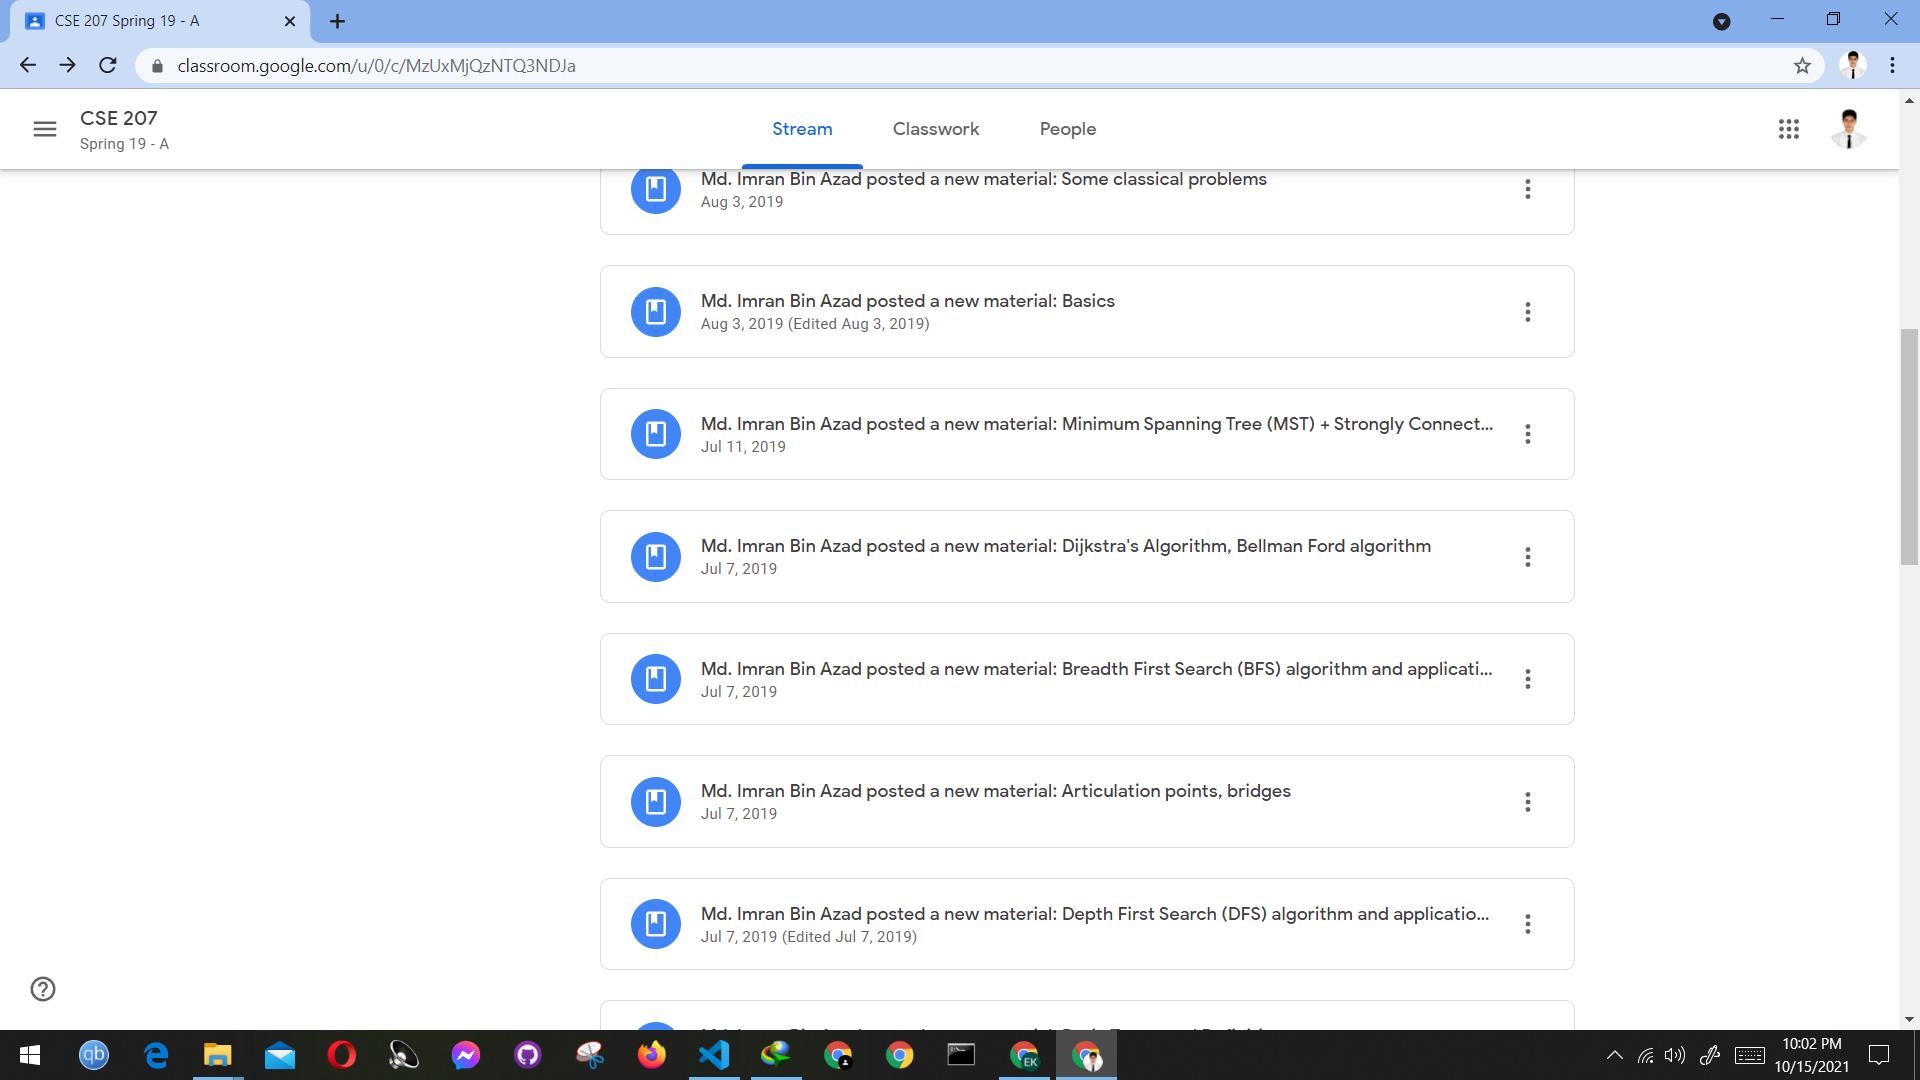 CSE 207 Spring 19 - A
classroom.google.com/u/0/c/MzUxMjQzNTQ3NDJa
CSE 207
Spring 19 - A
Stream
Classwork
People
Md. Imran Bin Azad posted a new material: Some classical problems
Aug 3, 2019
Md. Imran Bin Azad posted a new material: Basics
Aug 3, 2019 (Edited Aug 3, 2019)
Md. Imran Bin Azad posted a new material: Minimum Spanning Tree (MST) + Strongly Connect...
Jul 11, 2019
Md. Imran Bin Azad posted a new material: Dijkstra's Algorithm, Bellman Ford algorithm
Jul 7, 2019
Md. Imran Bin Azad posted a new material: Breadth First Search (BFS) algorithm and applicati...
Jul 7, 2019
Md. Imran Bin Azad posted a new material: Articulation points, bridges
Jul 7, 2019
Md. Imran Bin Azad posted a new material: Depth First Search (DFS) algorithm and applicatio...
Jul 7, 2019 (Edited Jul 7, 2019)
qb
EK
10:02 PM
10/15/2021